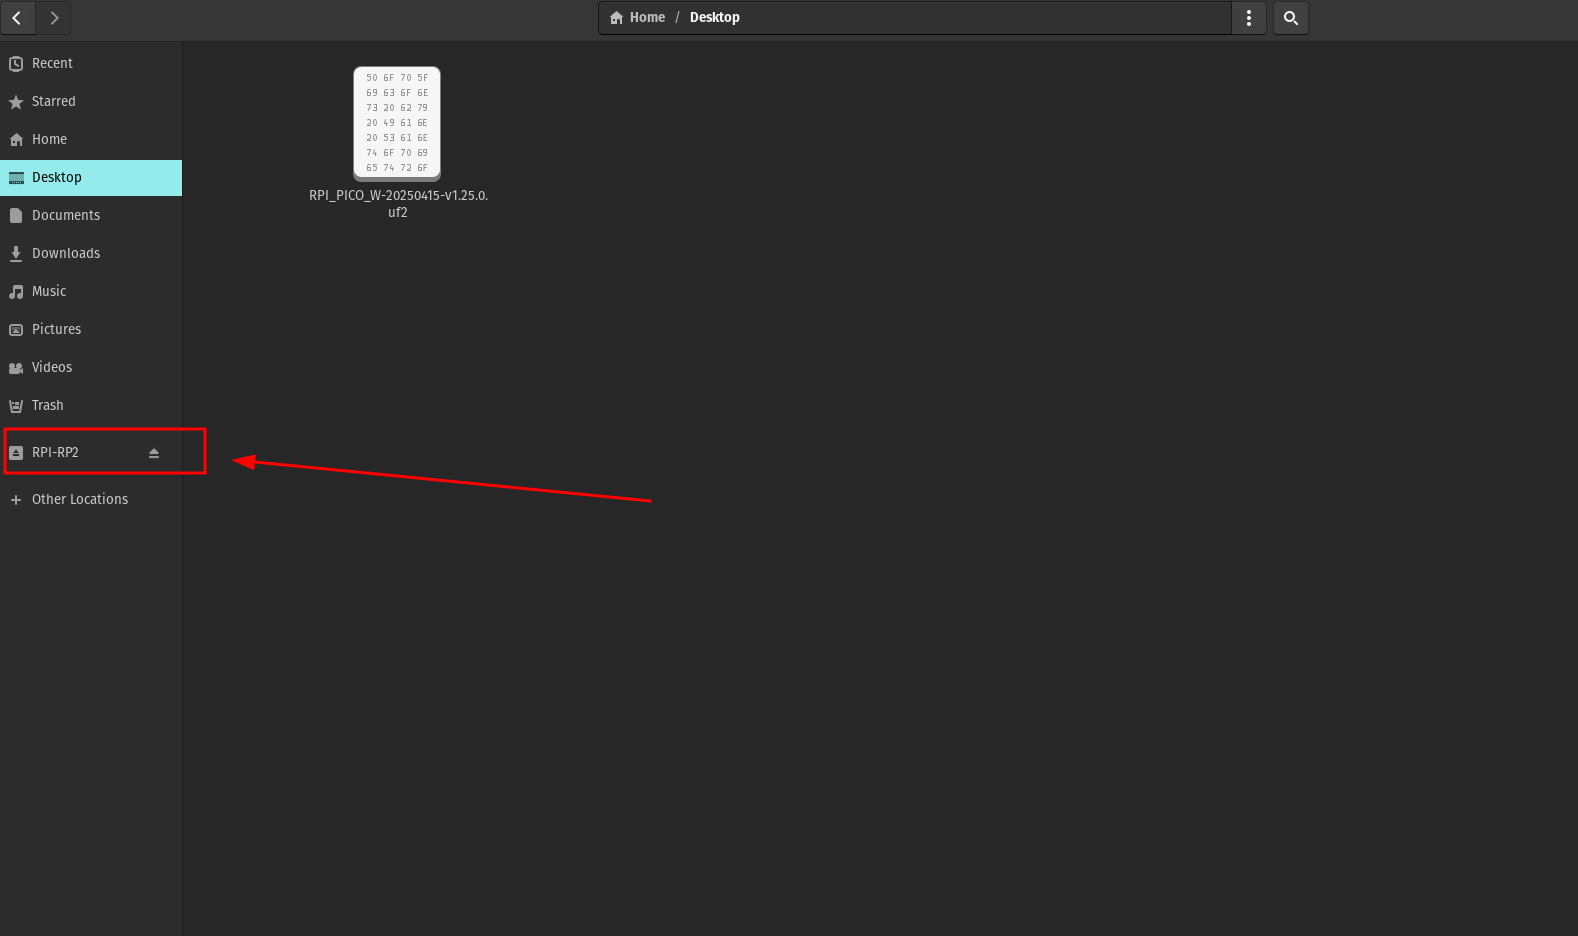 Home / Desktop
Recent
Starred
Home
Desktop
Documents
Downloads
Music
Pictures
Videos
Trash
RPI-RP2
Other Locations
50 6F 70 5F
69 63 6F 6E
73 20 62 79
20 49 61 6E
20 53 61 6E
74 6F 70 69
65 74 72 6F
RPI_PICO_W-20250415-v1.25.0.
uf2